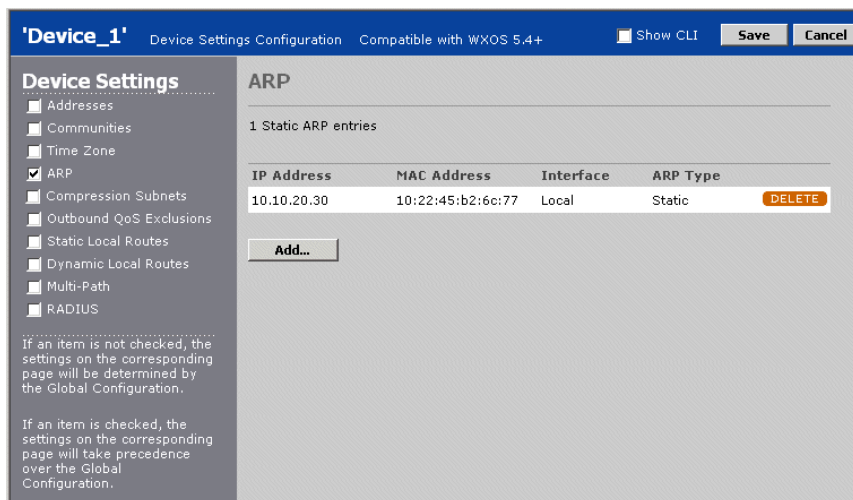 'Device_1' Device Settings Configuration Compatible with WXOS 5.4+ Show CLI Save Cancel
Device Settings
Addresses
Communities
Time Zone
ARP
Compression Subnets
Outbound QoS Exclusions
Static Local Routes
Dynamic Local Routes
Multi-Path
RADIUS
If an item is not checked, the
settings on the corresponding
page will be determined by
the Global Configuration.
If an item is checked, the
settings on the corresponding
page will take precedence
over the Global
Configuration.
ARP
1 Static ARP entries
IP Address MAC Address Interface ARP Type
10.10.20.30 10:22:45:b2:6c:77 Local Static DELETE
Add...